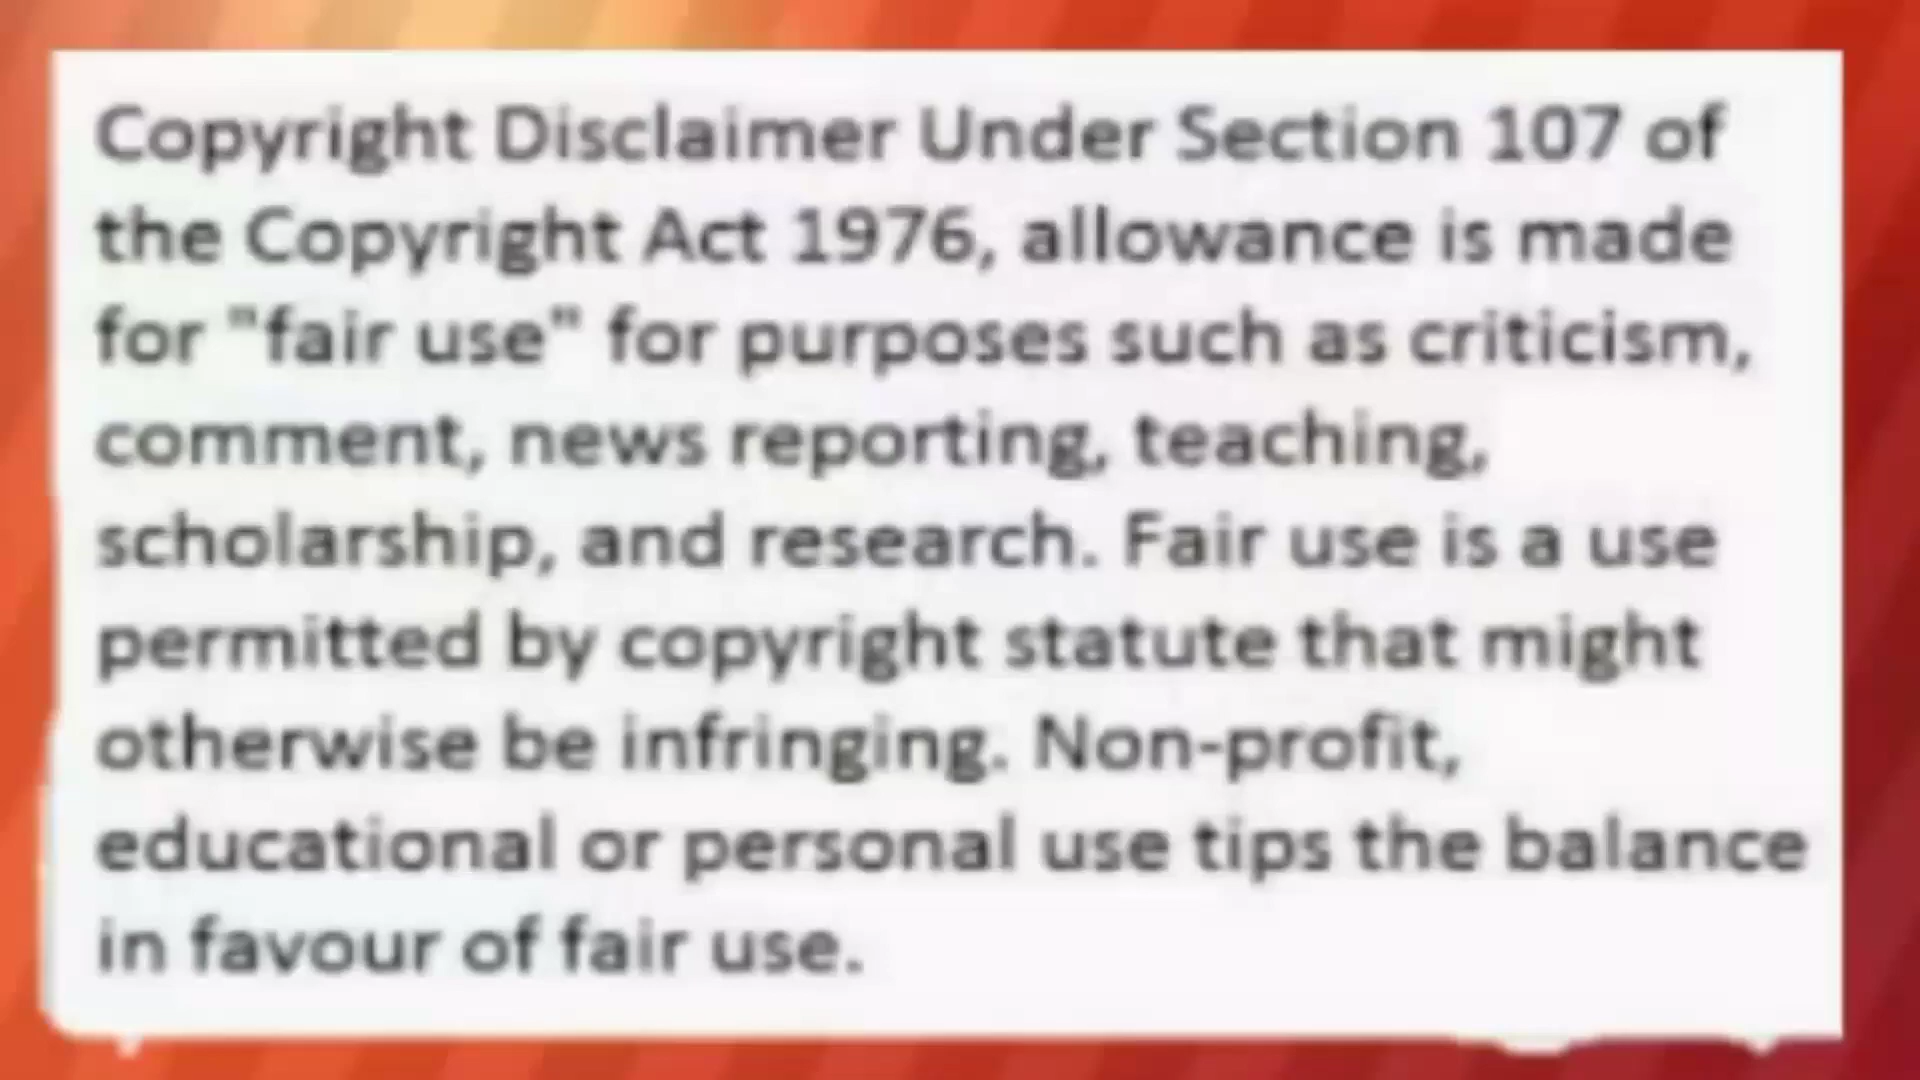 Copyright Disclaimer Under Section 107 of
the Copyright Act 1976, allowance is made
for "fair use" for purposes such as criticism,
comment, news reporting, teaching,
scholarship, and research. Fair use is a use
permitted by copyright statute that might
otherwise be infringing. Non-profit,
educational or personal use tips the balance
in favour of fair use.